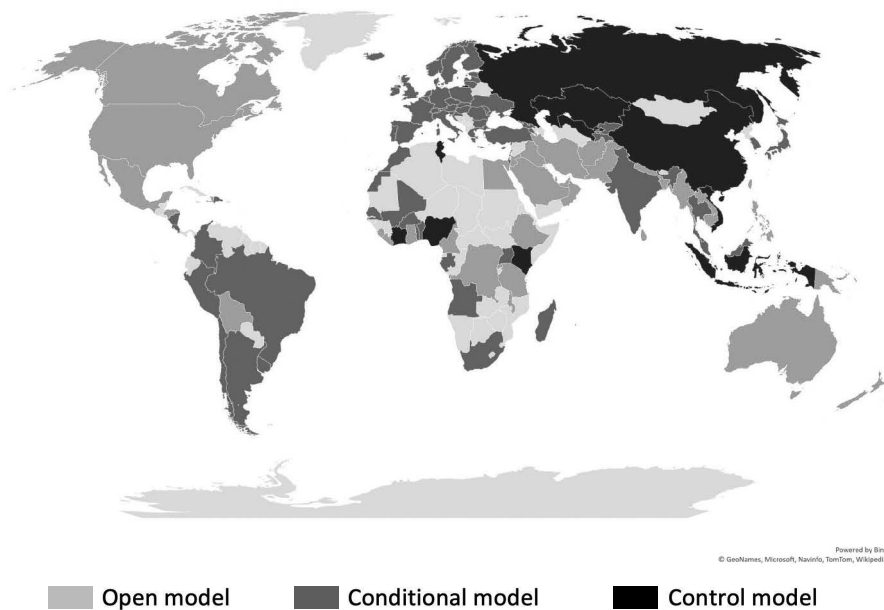 Powered by Bin
© GeoNames, Microsoft, Navinfo, TomTom, Wikipedi
Open model Conditional model Control model